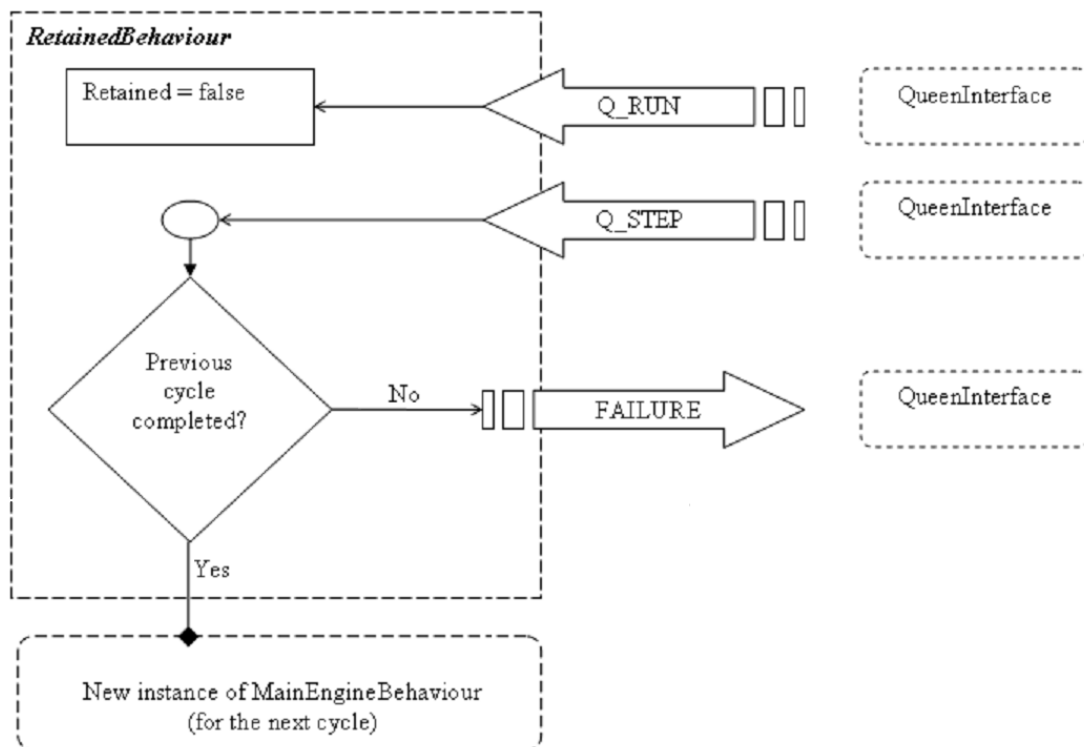 RetainedBehaviour
Retained = false
Q_RUN
QueenInterface
Q_STEP
QueenInterface
Previous
cycle
completed?
No
FAILURE
QueenInterface
Yes
New instance of MainEngineBehaviour
(for the next cycle)